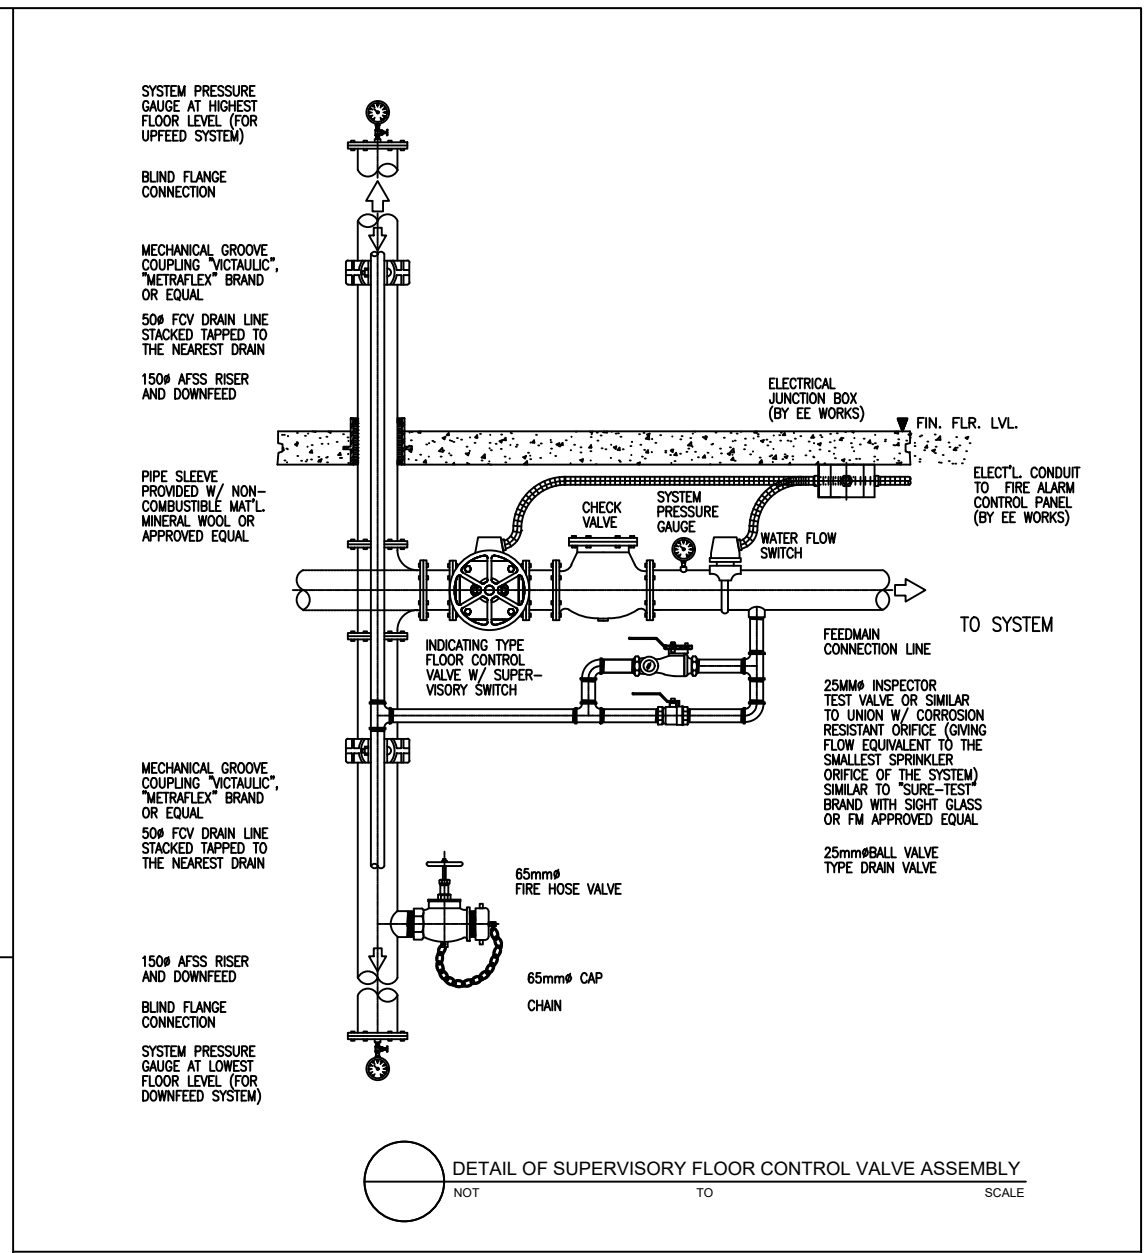 SYSTEM PRESSURE
GAUGE AT HIGHEST
FLOOR LEVEL (FOR
UPFEED SYSTEM)
BLIND FLANGE
CONNECTION
MECHANICAL GROOVE
COUPLING "VICTAULIC",
"METRAFLEX" BRAND
OR EQUAL
50ø FCV DRAIN LINE
STACKED TAPPED TO
THE NEAREST DRAIN
150ø AFSS RISER
AND DOWNFEED
ELECTRICAL
JUNCTION BOX
(BY EE WORKS)
FIN. FLR. LVL.
PIPE SLEEVE
PROVIDED W/ NON-
COMBUSTIBLE MAT'L.
MINERAL WOOL OR
APPROVED EQUAL
CHECK
VALVE
SYSTEM
PRESSURE
GAUGE
WATER FLOW
SWITCH
ELECT'L. CONDUIT
TO FIRE ALARM
CONTROL PANEL
(BY EE WORKS)
TO SYSTEM
INDICATING TYPE
FLOOR CONTROL
VALVE W/ SUPER-
VISORY SWITCH
FEEDMAIN
CONNECTION LINE
25MMø INSPECTOR
TEST VALVE OR SIMILAR
TO UNION W/ CORROSION
RESISTANT ORIFICE (GIVING
FLOW EQUIVALENT TO THE
SMALLEST SPRINKLER
ORIFICE OF THE SYSTEM)
SIMILAR TO "SURE-TEST"
BRAND WITH SIGHT GLASS
OR FM APPROVED EQUAL
25mmøBALL VALVE
TYPE DRAIN VALVE
MECHANICAL GROOVE
COUPLING "VICTAULIC",
"METRAFLEX" BRAND
OR EQUAL
50ø FCV DRAIN LINE
STACKED TAPPED TO
THE NEAREST DRAIN
65mmø
FIRE HOSE VALVE
65mmø CAP
CHAIN
150ø AFSS RISER
AND DOWNFEED
BLIND FLANGE
CONNECTION
SYSTEM PRESSURE
GAUGE AT LOWEST
FLOOR LEVEL (FOR
DOWNFEED SYSTEM)
DETAIL OF SUPERVISORY FLOOR CONTROL VALVE ASSEMBLY
NOT TO SCALE